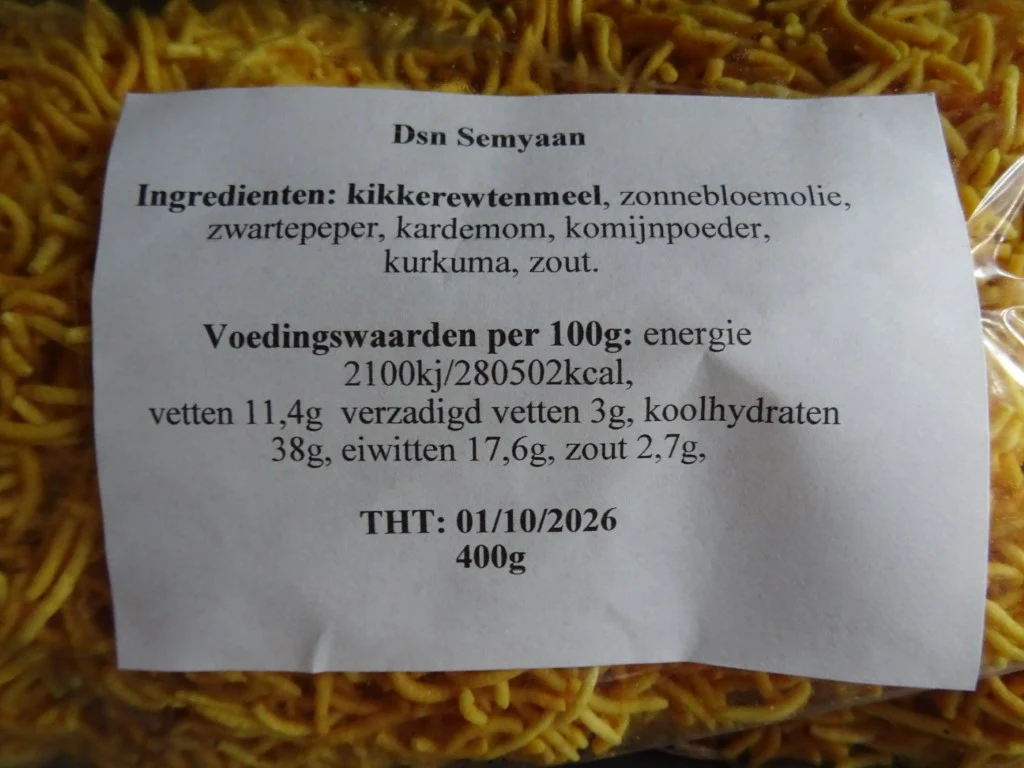 Dsn Semyaan
Ingredienten: kikkerewtenmeel, zonnebloemolie,
zwartepeper, kardemom, komijnpoeder,
kurkuma, zout.
Voedingswaarden per 100g: energie
2100kj/280502kcal,
vetten 11,4g  verzadigd vetten 3g, koolhydraten
38g, eiwitten 17,6g, zout 2,7g,
THT: 01/10/2026
400g